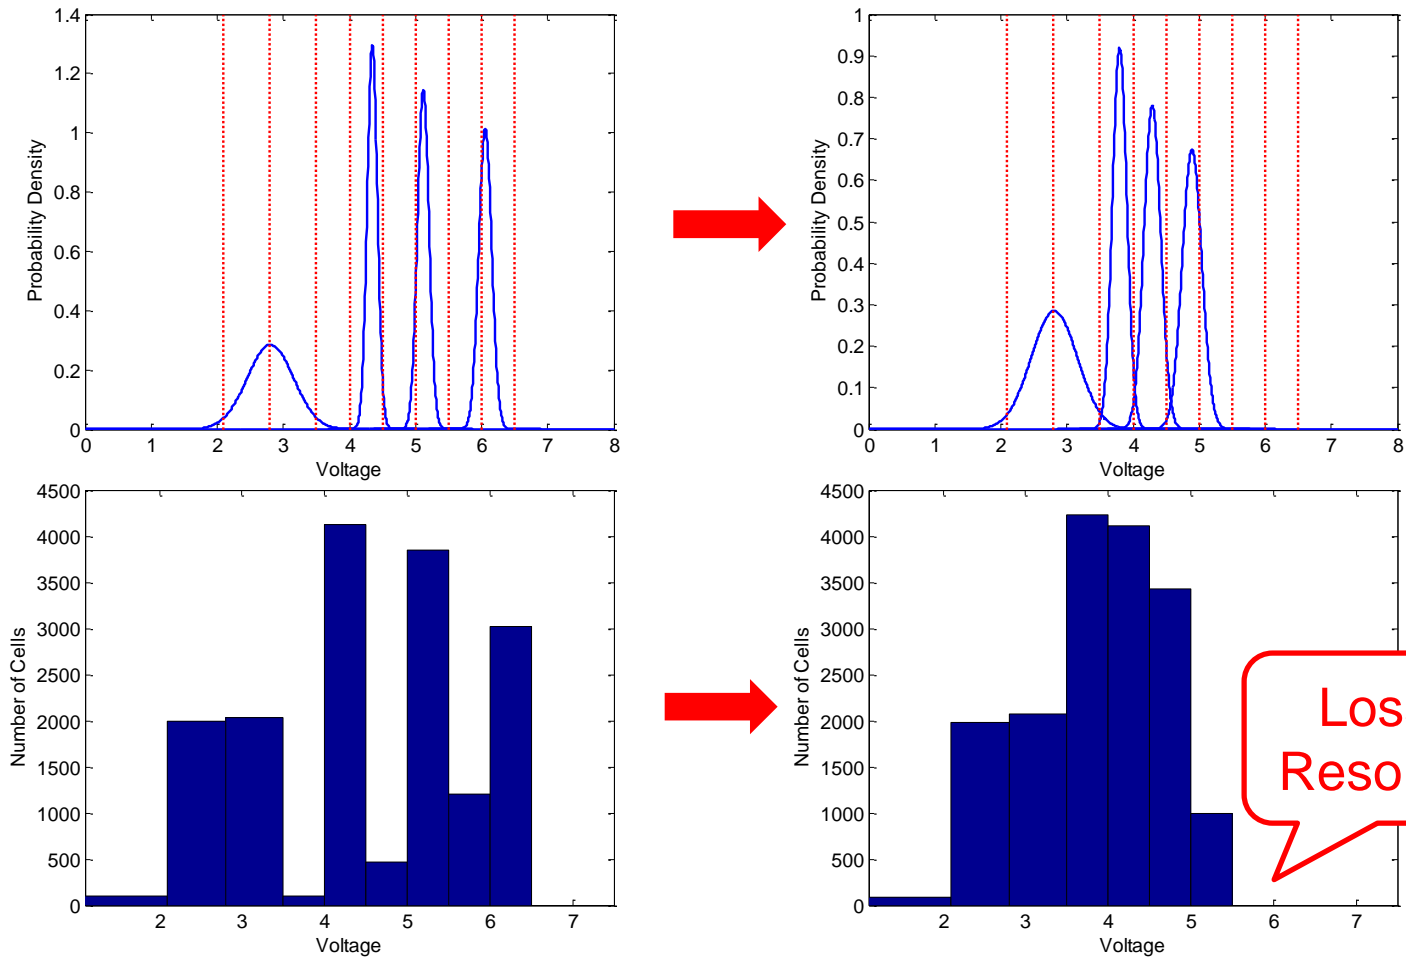 1.4
1.2
1
0.8
0.6
0.4
0.2
0
0 1 2 3 4 5 6 7 8
Probability Density
Voltage
1
0.9
0.8
0.7
0.6
0.5
0.4
0.3
0.2
0.1
0
0 1 2 3 4 5 6 7 8
Probability Density
Voltage
4500
4000
3500
3000
2500
2000
1500
1000
500
0
2 3 4 5 6 7
Number of Cells
Voltage
4500
4000
3500
3000
2500
2000
1500
1000
500
0
2 3 4 5 6 7
Number of Cells
Voltage
Los
Reso